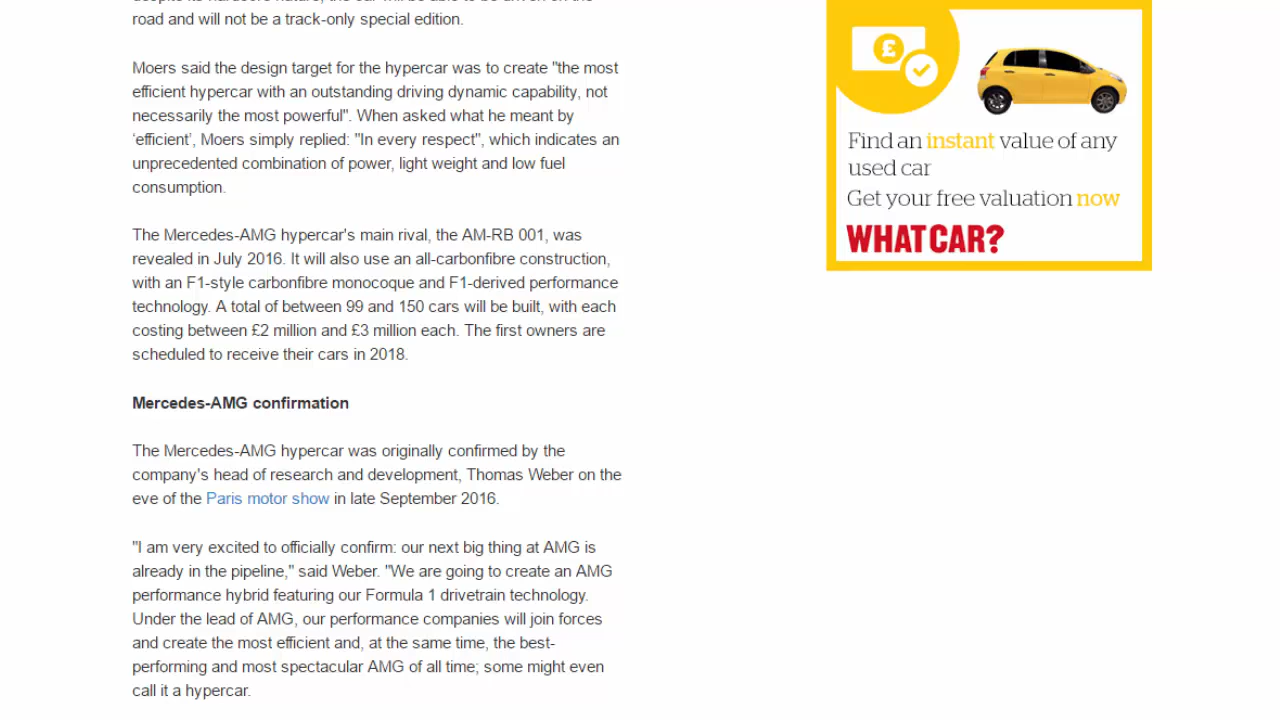 road and will not be a track-only special edition.
Moers said the design target for the hypercar was to create "the most
efficient hypercar with an outstanding driving dynamic capability, not
necessarily the most powerful". When asked what he meant by
‘efficient’, Moers simply replied: "In every respect", which indicates an
unprecedented combination of power, light weight and low fuel
consumption.
The Mercedes-AMG hypercar's main rival, the AM-RB 001, was
revealed in July 2016. It will also use an all-carbonfibre construction,
with an F1-style carbonfibre monocoque and F1-derived performance
technology. A total of between 99 and 150 cars will be built, with each
costing between £2 million and £3 million each. The first owners are
scheduled to receive their cars in 2018.
Mercedes-AMG confirmation
The Mercedes-AMG hypercar was originally confirmed by the
company's head of research and development, Thomas Weber on the
eve of the Paris motor show in late September 2016.
"I am very excited to officially confirm: our next big thing at AMG is
already in the pipeline," said Weber. "We are going to create an AMG
performance hybrid featuring our Formula 1 drivetrain technology.
Under the lead of AMG, our performance companies will join forces
and create the most efficient and, at the same time, the best-
performing and most spectacular AMG of all time; some might even
call it a hypercar.
£
Find an instant value of any
used car
Get your free valuation now
WHAT CAR?